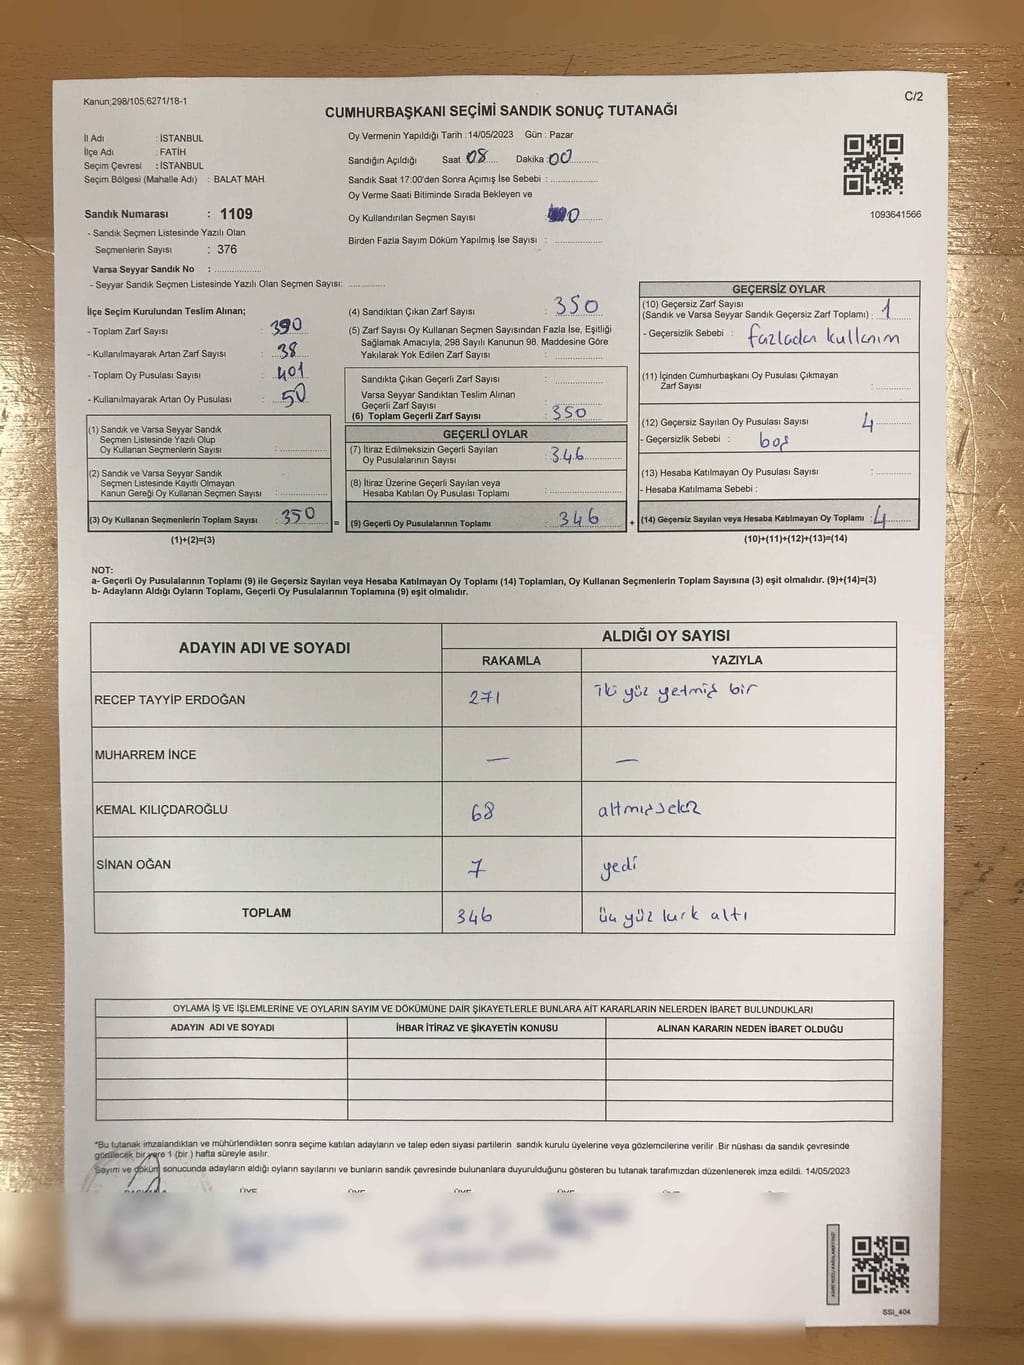 Kanun;298/105;6271/18-1
C/2
CUMHURBAŞKANI SEÇİMİ SANDIK SONUÇ TUTANAĞI
İl Adı : İSTANBUL
İlçe Adı : FATİH
Seçim Çevresi : İSTANBUL
Seçim Bölgesi (Mahalle Adı) : BALAT MAH.
Oy Vermenin Yapıldığı Tarih :14/05/2023 Gün : Pazar
Sandığın Açıldığı Saat 08 Dakika 00
Sandık Saat 17:00'den Sonra Açımış İse Sebebi :
Oy Verme Saati Bitiminde Sırada Bekleyen ve
Oy Kullandırılan Seçmen Sayısı : 0
Birden Fazla Sayım Döküm Yapılmış İse Sayısı :
1093641566
Sandık Numarası : 1109
- Sandık Seçmen Listesinde Yazılı Olan
Seçmenlerin Sayısı : 376
Varsa Seyyar Sandık No :
- Seyyar Sandık Seçmen Listesinde Yazılı Olan Seçmen Sayısı:
İlçe Seçim Kurulundan Teslim Alınan;
- Toplam Zarf Sayısı : 390
- Kullanılmayarak Artan Zarf Sayısı : 38
- Toplam Oy Pusulası Sayısı : 401
- Kullanılmayarak Artan Oy Pusulası : 50
(1) Sandık ve Varsa Seyyar Sandık
Seçmen Listesinde Yazılı Olup
Oy Kullanan Seçmenlerin Sayısı :
(2) Sandık ve Varsa Seyyar Sandık
Seçmen Listesinde Kayıtlı Olmayan
Kanun Gereği Oy Kullanan Seçmen Sayısı :
(3) Oy Kullanan Seçmenlerin Toplam Sayısı : 350
(1)+(2)=(3)
=
(4) Sandıktan Çıkan Zarf Sayısı : 350
(5) Zarf Sayısı Oy Kullanan Seçmen Sayısından Fazla İse, Eşitliği
Sağlamak Amacıyla; 298 Sayılı Kanunun 98. Maddesine Göre
Yakılarak Yok Edilen Zarf Sayısı :
Sandıkta Çıkan Geçerli Zarf Sayısı :
Varsa Seyyar Sandıktan Teslim Alınan
Geçerli Zarf Sayısı :
(6) Toplam Geçerli Zarf Sayısı : 350
GEÇERLİ OYLAR
(7) İtiraz Edilmeksizin Geçerli Sayılan
Oy Pusulalarının Sayısı : 346
(8) İtiraz Üzerine Geçerli Sayılan veya
Hesaba Katılan Oy Pusulası Toplamı :
(9) Geçerli Oy Pusulalarının Toplamı : 346
+
GEÇERSİZ OYLAR
(10) Geçersiz Zarf Sayısı
(Sandık ve Varsa Seyyar Sandık Geçersiz Zarf Toplamı) : 1
- Geçersizlik Sebebi : fazladan kullanım
(11) İçinden Cumhurbaşkanı Oy Pusulası Çıkmayan
Zarf Sayısı :
(12) Geçersiz Sayılan Oy Pusulası Sayısı : 4
- Geçersizlik Sebebi : boş
(13) Hesaba Katılmayan Oy Pusulası Sayısı :
- Hesaba Katılmama Sebebi :
(14) Geçersiz Sayılan veya Hesaba Katılmayan Oy Toplamı : 4
(10)+(11)+(12)+(13)=(14)
NOT:
a- Geçerli Oy Pusulalarının Toplamı (9) ile Geçersiz Sayılan veya Hesaba Katılmayan Oy Toplamı (14) Toplamları, Oy Kullanan Seçmenlerin Toplam Sayısına (3) eşit olmalıdır. (9)+(14)=(3)
b- Adayların Aldığı Oyların Toplamı, Geçerli Oy Pusulalarının Toplamına (9) eşit olmalıdır.
ADAYIN ADI VE SOYADI
ALDIĞI OY SAYISI
RAKAMLA YAZIYLA
RECEP TAYYİP ERDOĞAN 271 iki yüz yetmiş bir
MUHARREM İNCE — —
KEMAL KILIÇDAROĞLU 68 altmışsekiz
SİNAN OĞAN 7 yedi
TOPLAM 346 üç yüz kırk altı
OYLAMA İŞ VE İŞLEMLERİNE VE OYLARIN SAYIM VE DÖKÜMÜNE DAİR ŞİKAYETLERLE BUNLARA AİT KARARLARIN NELERDEN İBARET BULUNDUKLARI
ADAYIN ADI VE SOYADI İHBAR İTİRAZ VE ŞİKAYETİN KONUSU ALINAN KARARIN NEDEN İBARET OLDUĞU
*Bu tutanak imzalandıktan ve mühürlendikten sonra seçime katılan adayların ve talep eden siyasi partilerin sandık kurulu üyelerine veya gözlemcilerine verilir .Bir nüshası da sandık çevresinde
görülecek bir yere 1 (bir ) hafta süreyle asılır.
Sayım ve döküm sonucunda adayların aldığı oyların sayılarını ve bunların sandık çevresinde bulunanlara duyurulduğunu gösteren bu tutanak tarafımızdan düzenlenerek imza edildi. 14/05/2023
ÜYE ÜYE ÜYE ÜYE
SSI_404